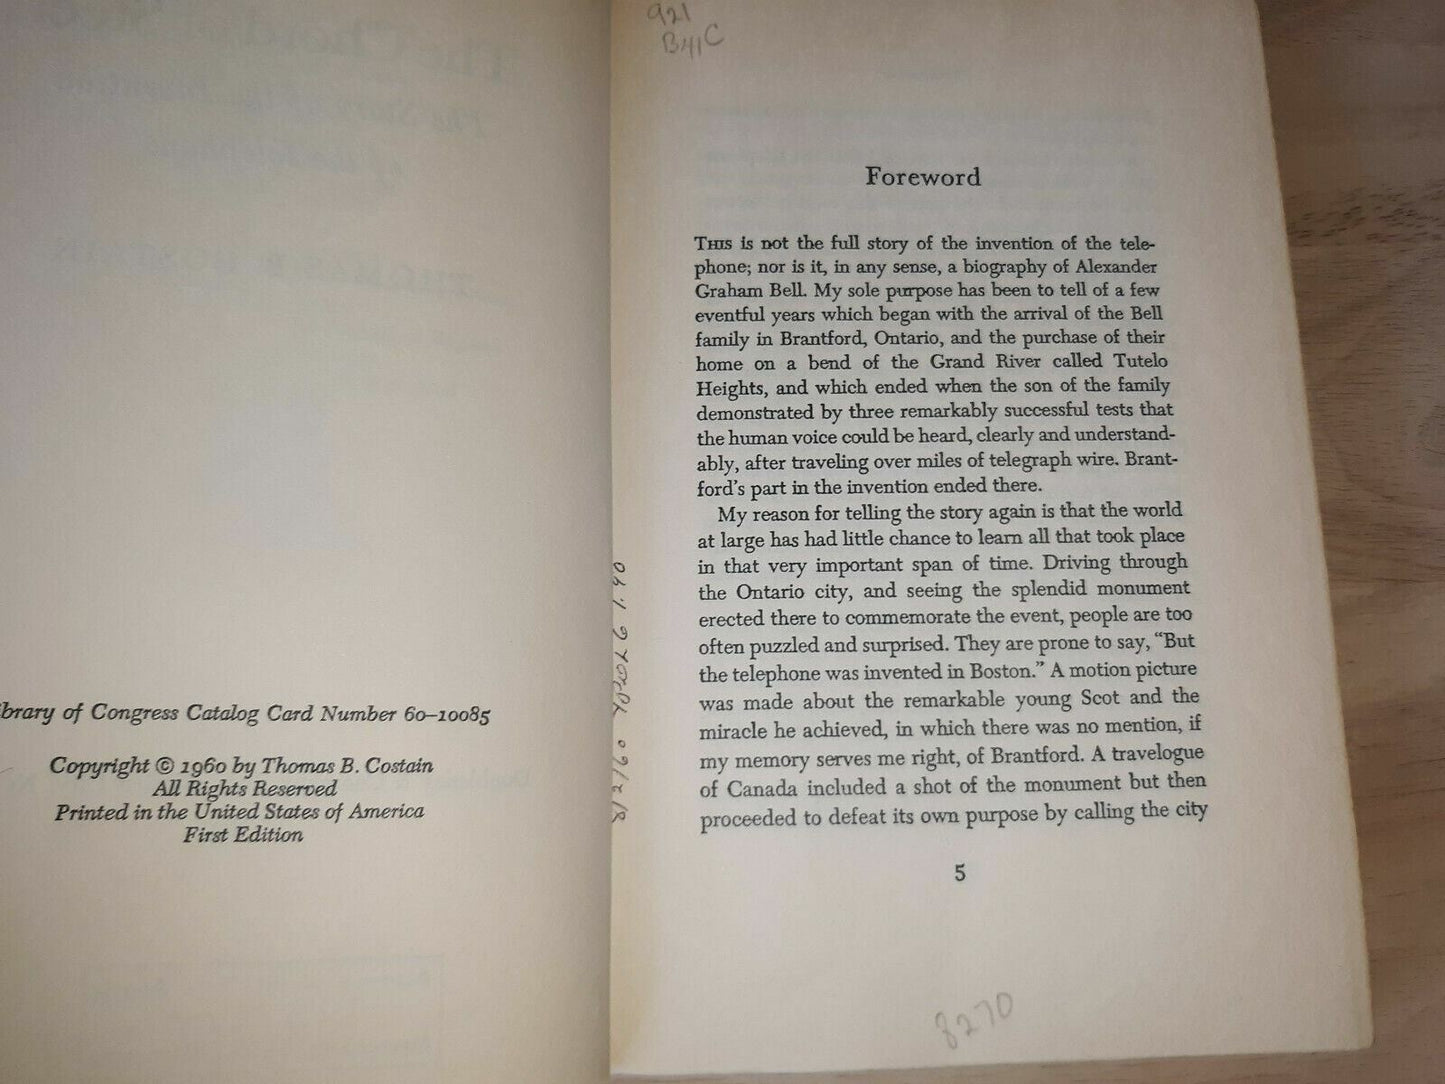 Library of Congress Catalog Card Number 60–10085
Copyright © 1960 by Thomas B. Costain
All Rights Reserved
Printed in the United States of America
First Edition
921
B41C
Foreword
THIS is not the full story of the invention of the tele-
phone; nor is it, in any sense, a biography of Alexander
Graham Bell. My sole purpose has been to tell of a few
eventful years which began with the arrival of the Bell
family in Brantford, Ontario, and the purchase of their
home on a bend of the Grand River called Tutelo
Heights, and which ended when the son of the family
demonstrated by three remarkably successful tests that
the human voice could be heard, clearly and understand-
ably, after traveling over miles of telegraph wire. Brant-
ford's part in the invention ended there.
My reason for telling the story again is that the world
at large has had little chance to learn all that took place
in that very important span of time. Driving through
the Ontario city, and seeing the splendid monument
erected there to commemorate the event, people are too
often puzzled and surprised. They are prone to say, "But
the telephone was invented in Boston." A motion picture
was made about the remarkable young Scot and the
miracle he achieved, in which there was no mention, if
my memory serves me right, of Brantford. A travelogue
of Canada included a shot of the monument but then
proceeded to defeat its own purpose by calling the city
5
8270